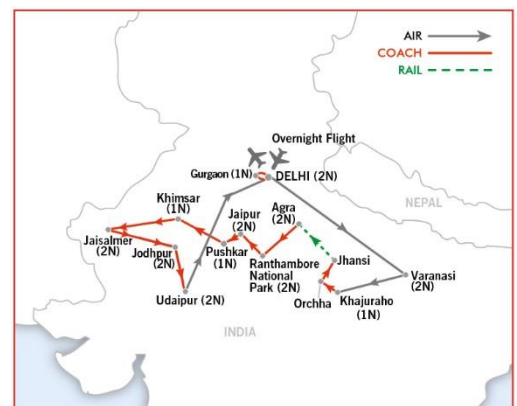 AIR
COACH
RAIL
Overnight Flight
Gurgaon (1N)
DELHI (2N)
NEPAL
Khimsar
(1N)
Agra
(2N)
Jaipur
(2N)
Jaisalmer
(2N)
Jodhpur
(2N)
Pushkar
(1N)
Ranthambore
National
Park (2N)
Jhansi
Varanasi
(2N)
Udaipur (2N)
Orchha
Khajuraho
(1N)
INDIA